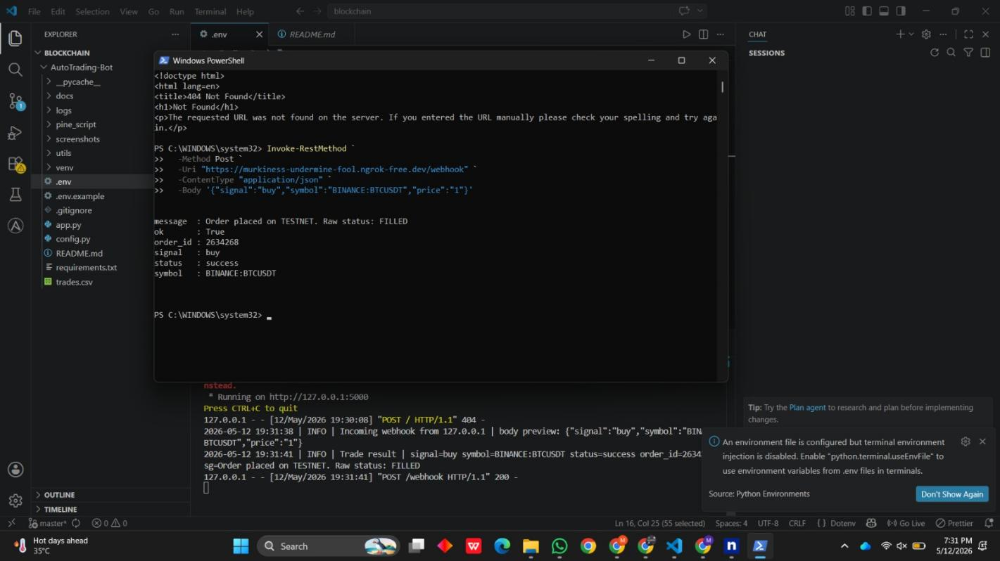 File Edit Selection View Go Run Terminal Help
blockchain
EXPLORER
BLOCKCHAIN
AutoTrading-Bot
__pycache__
docs
logs
pine_script
screenshots
utils
venv
.env
.env.example
.gitignore
app.py
config.py
README.md
requirements.txt
trades.csv
OUTLINE
TIMELINE
.env
README.md
Windows PowerShell
<!doctype html>
<html lang=en>
<title>404 Not Found</title>
<h1>Not Found</h1>
<p>The requested URL was not found on the server. If you entered the URL manually please check your spelling and try aga
in.</p>
PS C:\WINDOWS\system32> Invoke-RestMethod `
>>   -Method Post `
>>   -Uri "https://murkiness-undermine-fool.ngrok-free.dev/webhook" `
>>   -ContentType "application/json" `
>>   -Body '{"signal":"buy","symbol":"BINANCE:BTCUSDT","price":"1"}'
message  : Order placed on TESTNET. Raw status: FILLED
ok       : True
order_id : 2634268
signal   : buy
status   : success
symbol   : BINANCE:BTCUSDT
PS C:\WINDOWS\system32>
nstead.
* Running on http://127.0.0.1:5000
Press CTRL+C to quit
127.0.0.1 - - [12/May/2026 19:30:08] "POST / HTTP/1.1" 404 -
2026-05-12 19:31:38 | INFO | Incoming webhook from 127.0.0.1 | body preview: {"signal":"buy","symbol":"BIN
BTCUSDT","price":"1"}
2026-05-12 19:31:41 | INFO | Trade result | signal=buy symbol=BINANCE:BTCUSDT status=success order_id=2634
sg=Order placed on TESTNET. Raw status: FILLED
127.0.0.1 - - [12/May/2026 19:31:41] "POST /webhook HTTP/1.1" 200 -
CHAT
SESSIONS
Tip: Try the Plan agent to research and plan before implementing
changes.
An environment file is configured but terminal environment
injection is disabled. Enable "python.terminal.useEnvFile" to
use environment variables from .env files in terminals.
Source: Python Environments
Don't Show Again
master* 0 0
Ln 16, Col 25 (55 selected) Spaces: 4 UTF-8 CRLF { } Dotenv Go Live Prettier
Hot days ahead
35°C
Search
7:31 PM
5/12/2026